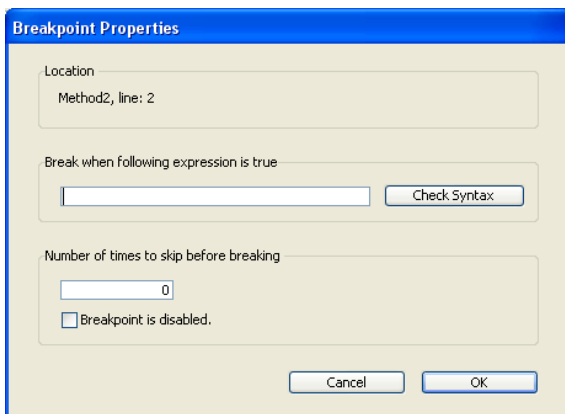 Breakpoint Properties
Location
Method2, line: 2
Break when following expression is true
Check Syntax
Number of times to skip before breaking
0
Breakpoint is disabled.
Cancel OK